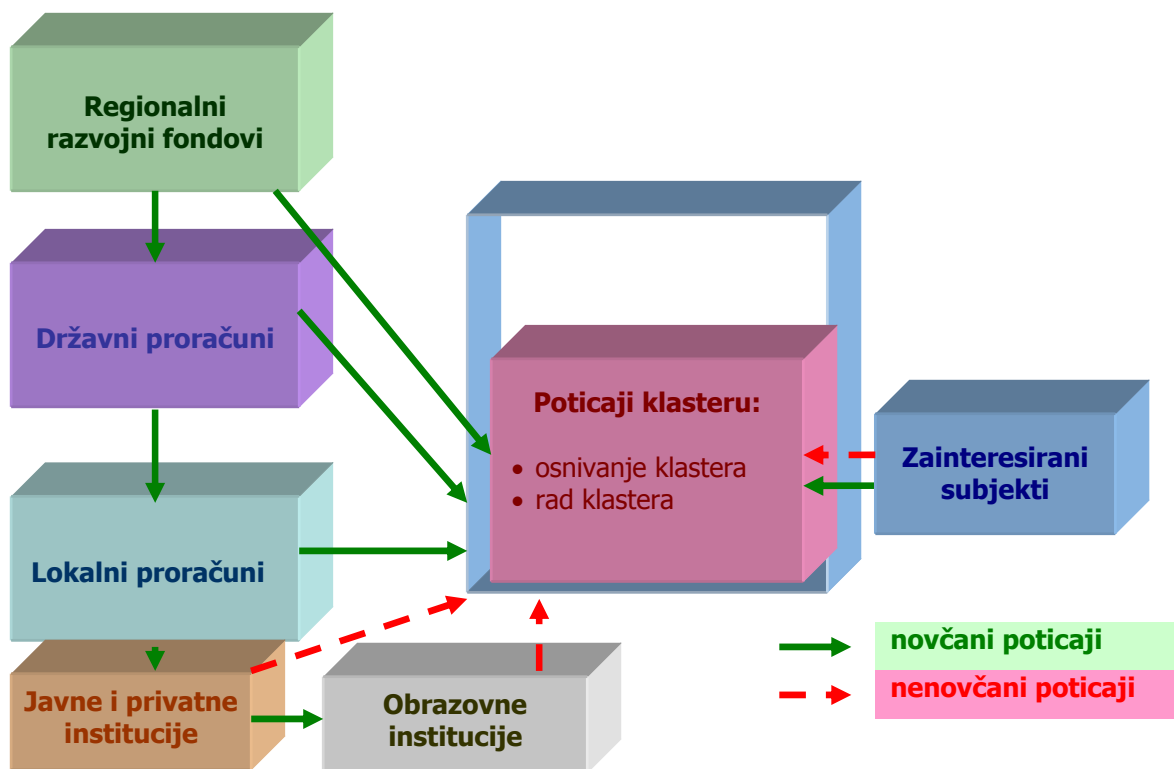 Regionalni
razvojni fondovi
Državni proračuni
Lokalni proračuni
Javne i privatne
institucije
Obrazovne
institucije
Poticaji klasteru:
• osnivanje klastera
• rad klastera
Zainteresirani
subjekti
novčani poticaji
nenovčani poticaji